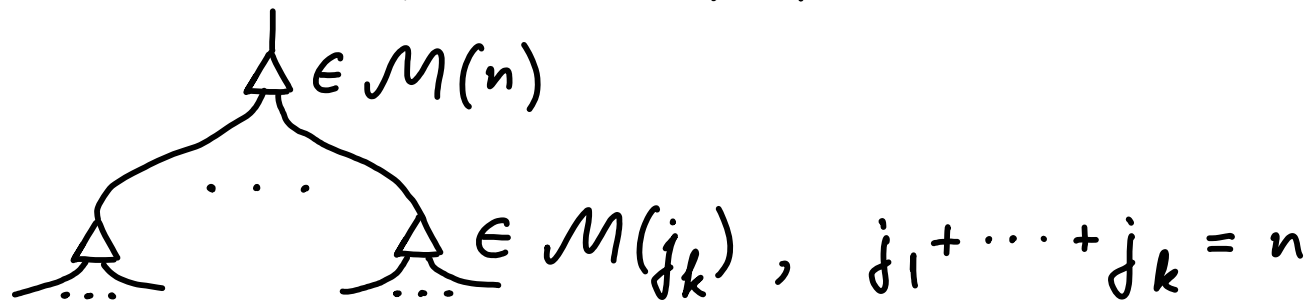 ∈ M(n)
. . .
∈ M(j_k) , j_1 + ⋯ + j_k = n
... ...